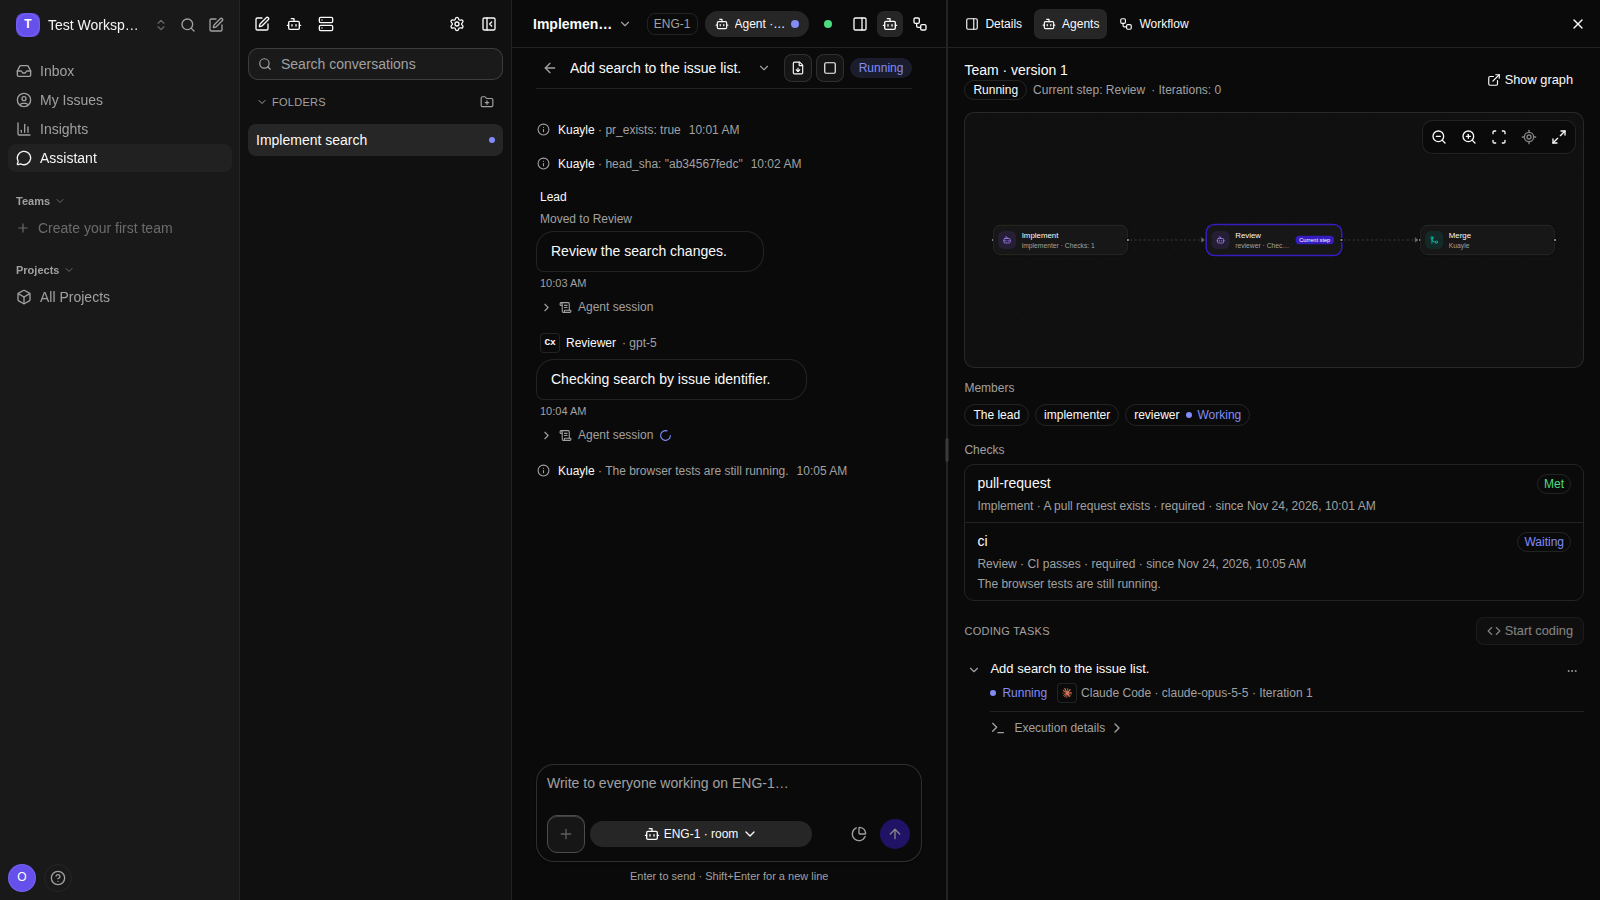 T Test Worksp…
Inbox
My Issues
Insights
Assistant
Teams
Create your first team
Projects
All Projects
O
Search conversations
FOLDERS
Implement search
Implemen…
ENG-1
Agent ·…
Add search to the issue list.
Running
Kuayle · pr_exists: true 10:01 AM
Kuayle · head_sha: "ab34567fedc" 10:02 AM
Lead
Moved to Review
Review the search changes.
10:03 AM
Agent session
Cx Reviewer · gpt-5
Checking search by issue identifier.
10:04 AM
Agent session
Kuayle · The browser tests are still running. 10:05 AM
Write to everyone working on ENG-1…
ENG-1 · room
Enter to send · Shift+Enter for a new line
Details
Agents
Workflow
Team · version 1
Running Current step: Review · Iterations: 0
Show graph
Implement
implementer · Checks: 1
Review
reviewer · Chec…
Current step
Merge
Kuayle
Members
The lead
implementer
reviewer Working
Checks
pull-request
Met
Implement · A pull request exists · required · since Nov 24, 2026, 10:01 AM
ci
Waiting
Review · CI passes · required · since Nov 24, 2026, 10:05 AM
The browser tests are still running.
CODING TASKS
Start coding
Add search to the issue list.
Running Claude Code · claude-opus-5-5 · Iteration 1
Execution details